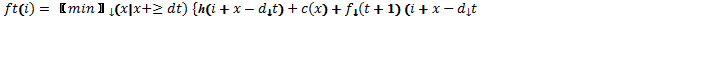 ft(i) = 〖min〗↓(x|x+≥ dt) {h(i + x − d↓t) + c(x) + f↓(t + 1) (i + x − d↓t